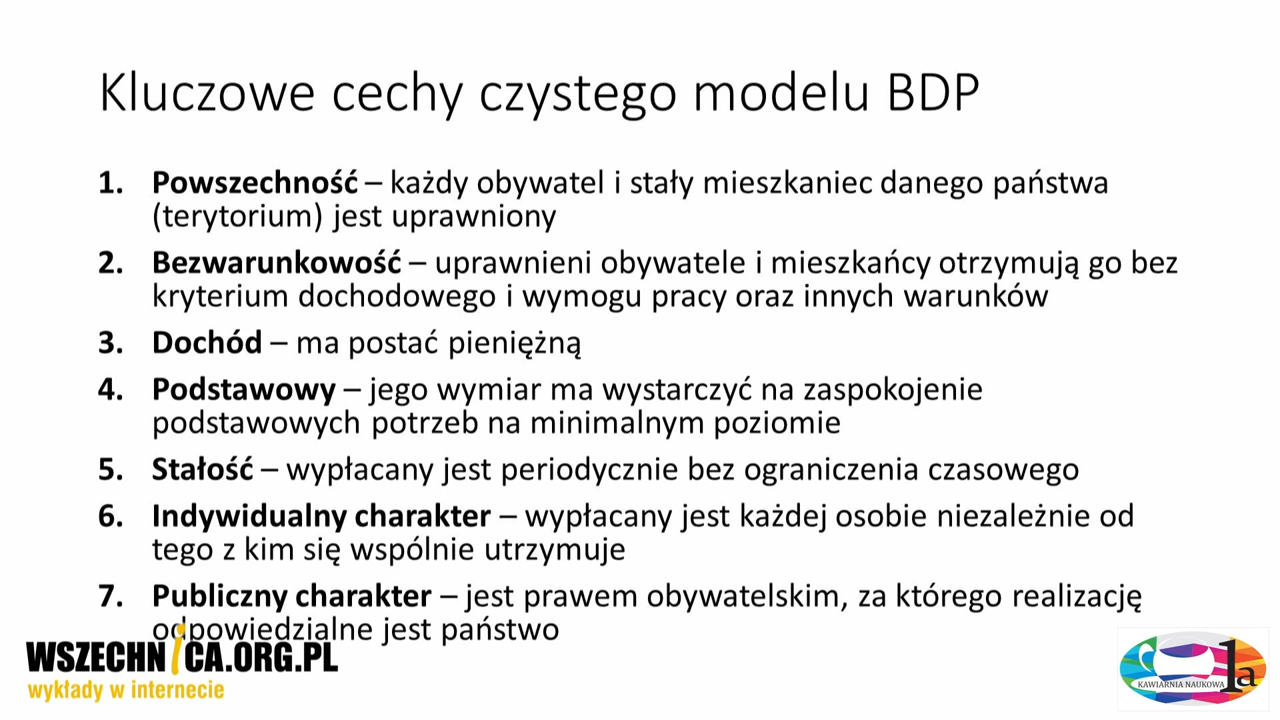 Kluczowe cechy czystego modelu BDP
1. Powszechność – każdy obywatel i stały mieszkaniec danego państwa
(terytorium) jest uprawniony
2. Bezwarunkowość – uprawnieni obywatele i mieszkańcy otrzymują go bez
kryterium dochodowego i wymogu pracy oraz innych warunków
3. Dochód – ma postać pieniężną
4. Podstawowy – jego wymiar ma wystarczyć na zaspokojenie
podstawowych potrzeb na minimalnym poziomie
5. Stałość – wypłacany jest periodycznie bez ograniczenia czasowego
6. Indywidualny charakter – wypłacany jest każdej osobie niezależnie od
tego z kim się wspólnie utrzymuje
7. Publiczny charakter – jest prawem obywatelskim, za którego realizację
odpowiedzialne jest państwo
WSZECHNiCA.ORG.PL
wykłady w internecie
KAWIARNIA NAUKOWA 1a